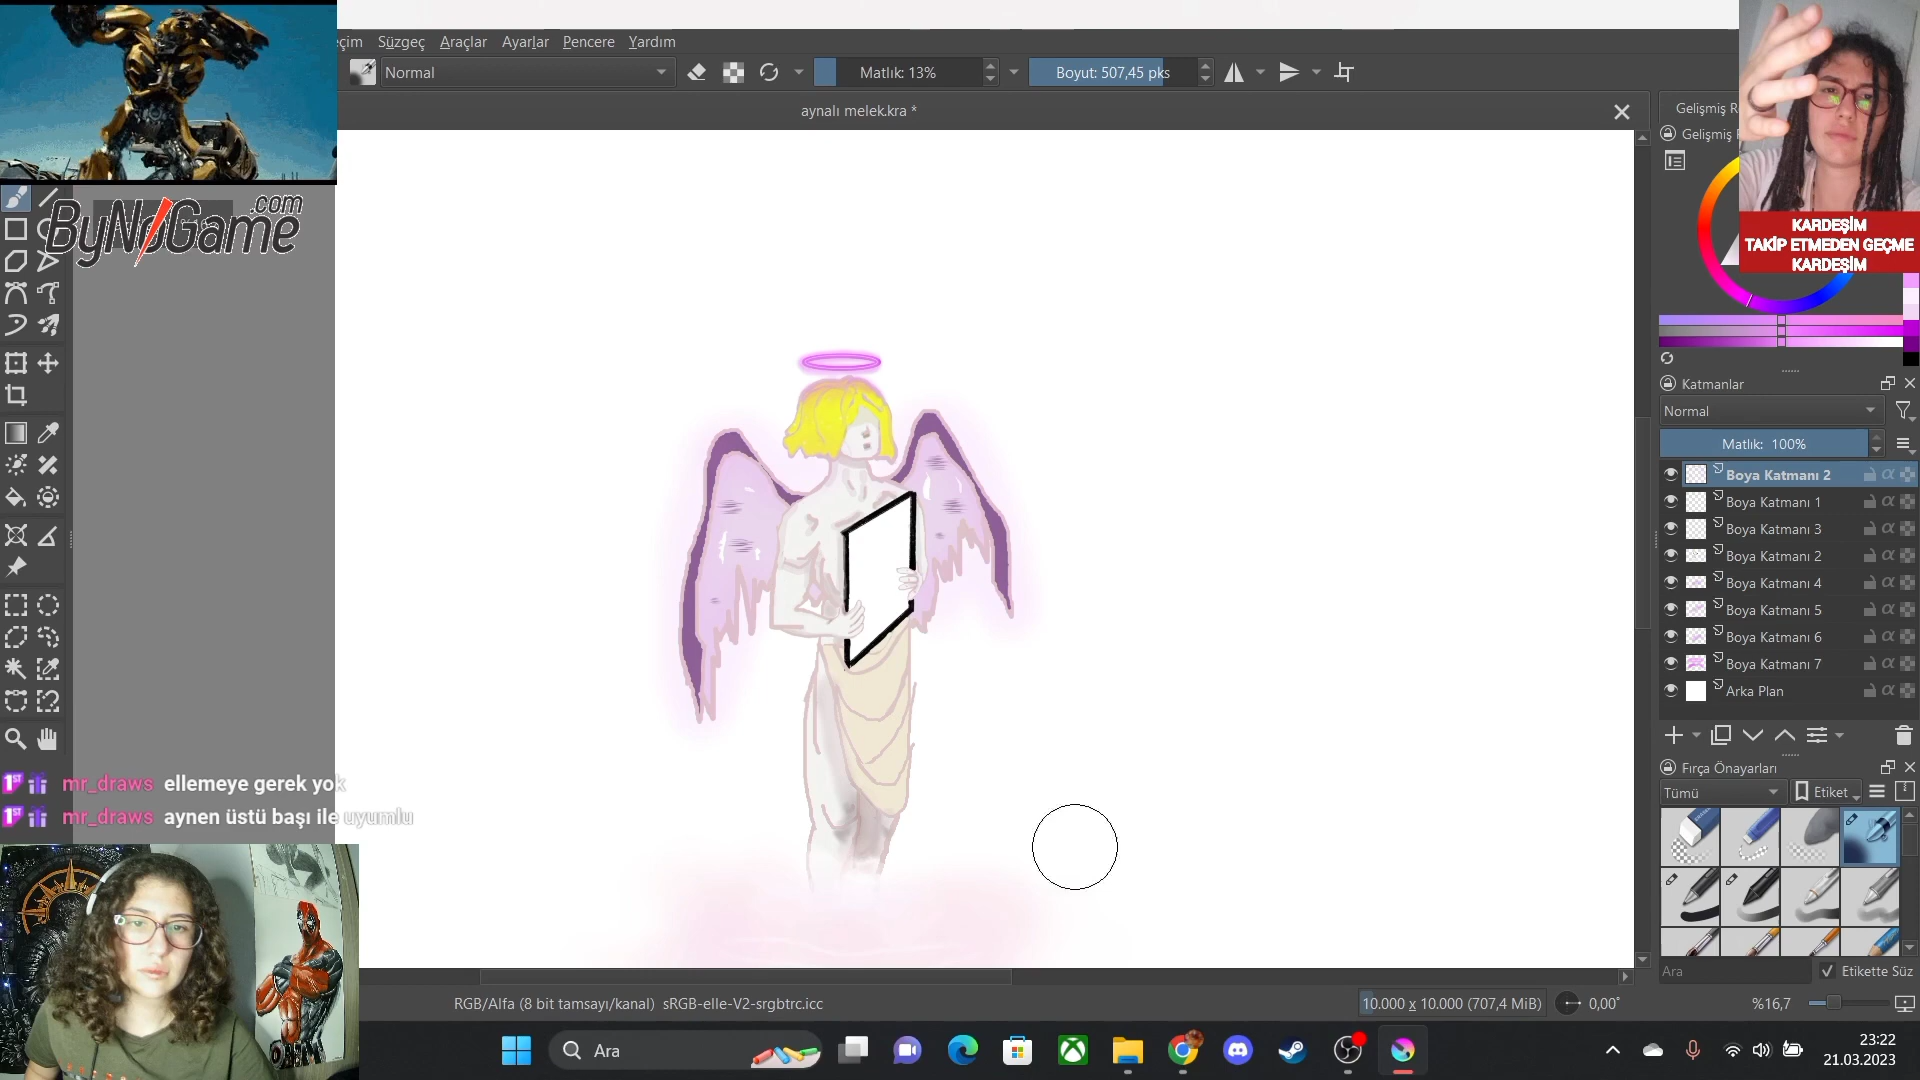 eçim Süzgeç Araçlar Ayarlar Pencere Yardım
Normal
Matlık: 13%
Boyut: 507,45 pks
aynalı melek.kra *
ByNoGame.com
Gelişmiş R
Gelişmiş
KARDEŞİM
TAKİP ETMEDEN GEÇME
KARDEŞİM
Katmanlar
Normal
Matlık: 100%
Boya Katmanı 2
Boya Katmanı 1
Boya Katmanı 3
Boya Katmanı 2
Boya Katmanı 4
Boya Katmanı 5
Boya Katmanı 6
Boya Katmanı 7
Arka Plan
Fırça Önayarları
Tümü
Etiket
Ara
Etikette Süz
1ST mr_draws ellemeye gerek yok
1ST mr_draws aynen üstü başı ile uyumlu
RGB/Alfa (8 bit tamsayı/kanal) sRGB-elle-V2-srgbtrc.icc
10.000 x 10.000 (707,4 MiB)
0,00°
%16,7
Ara
23:22
21.03.2023